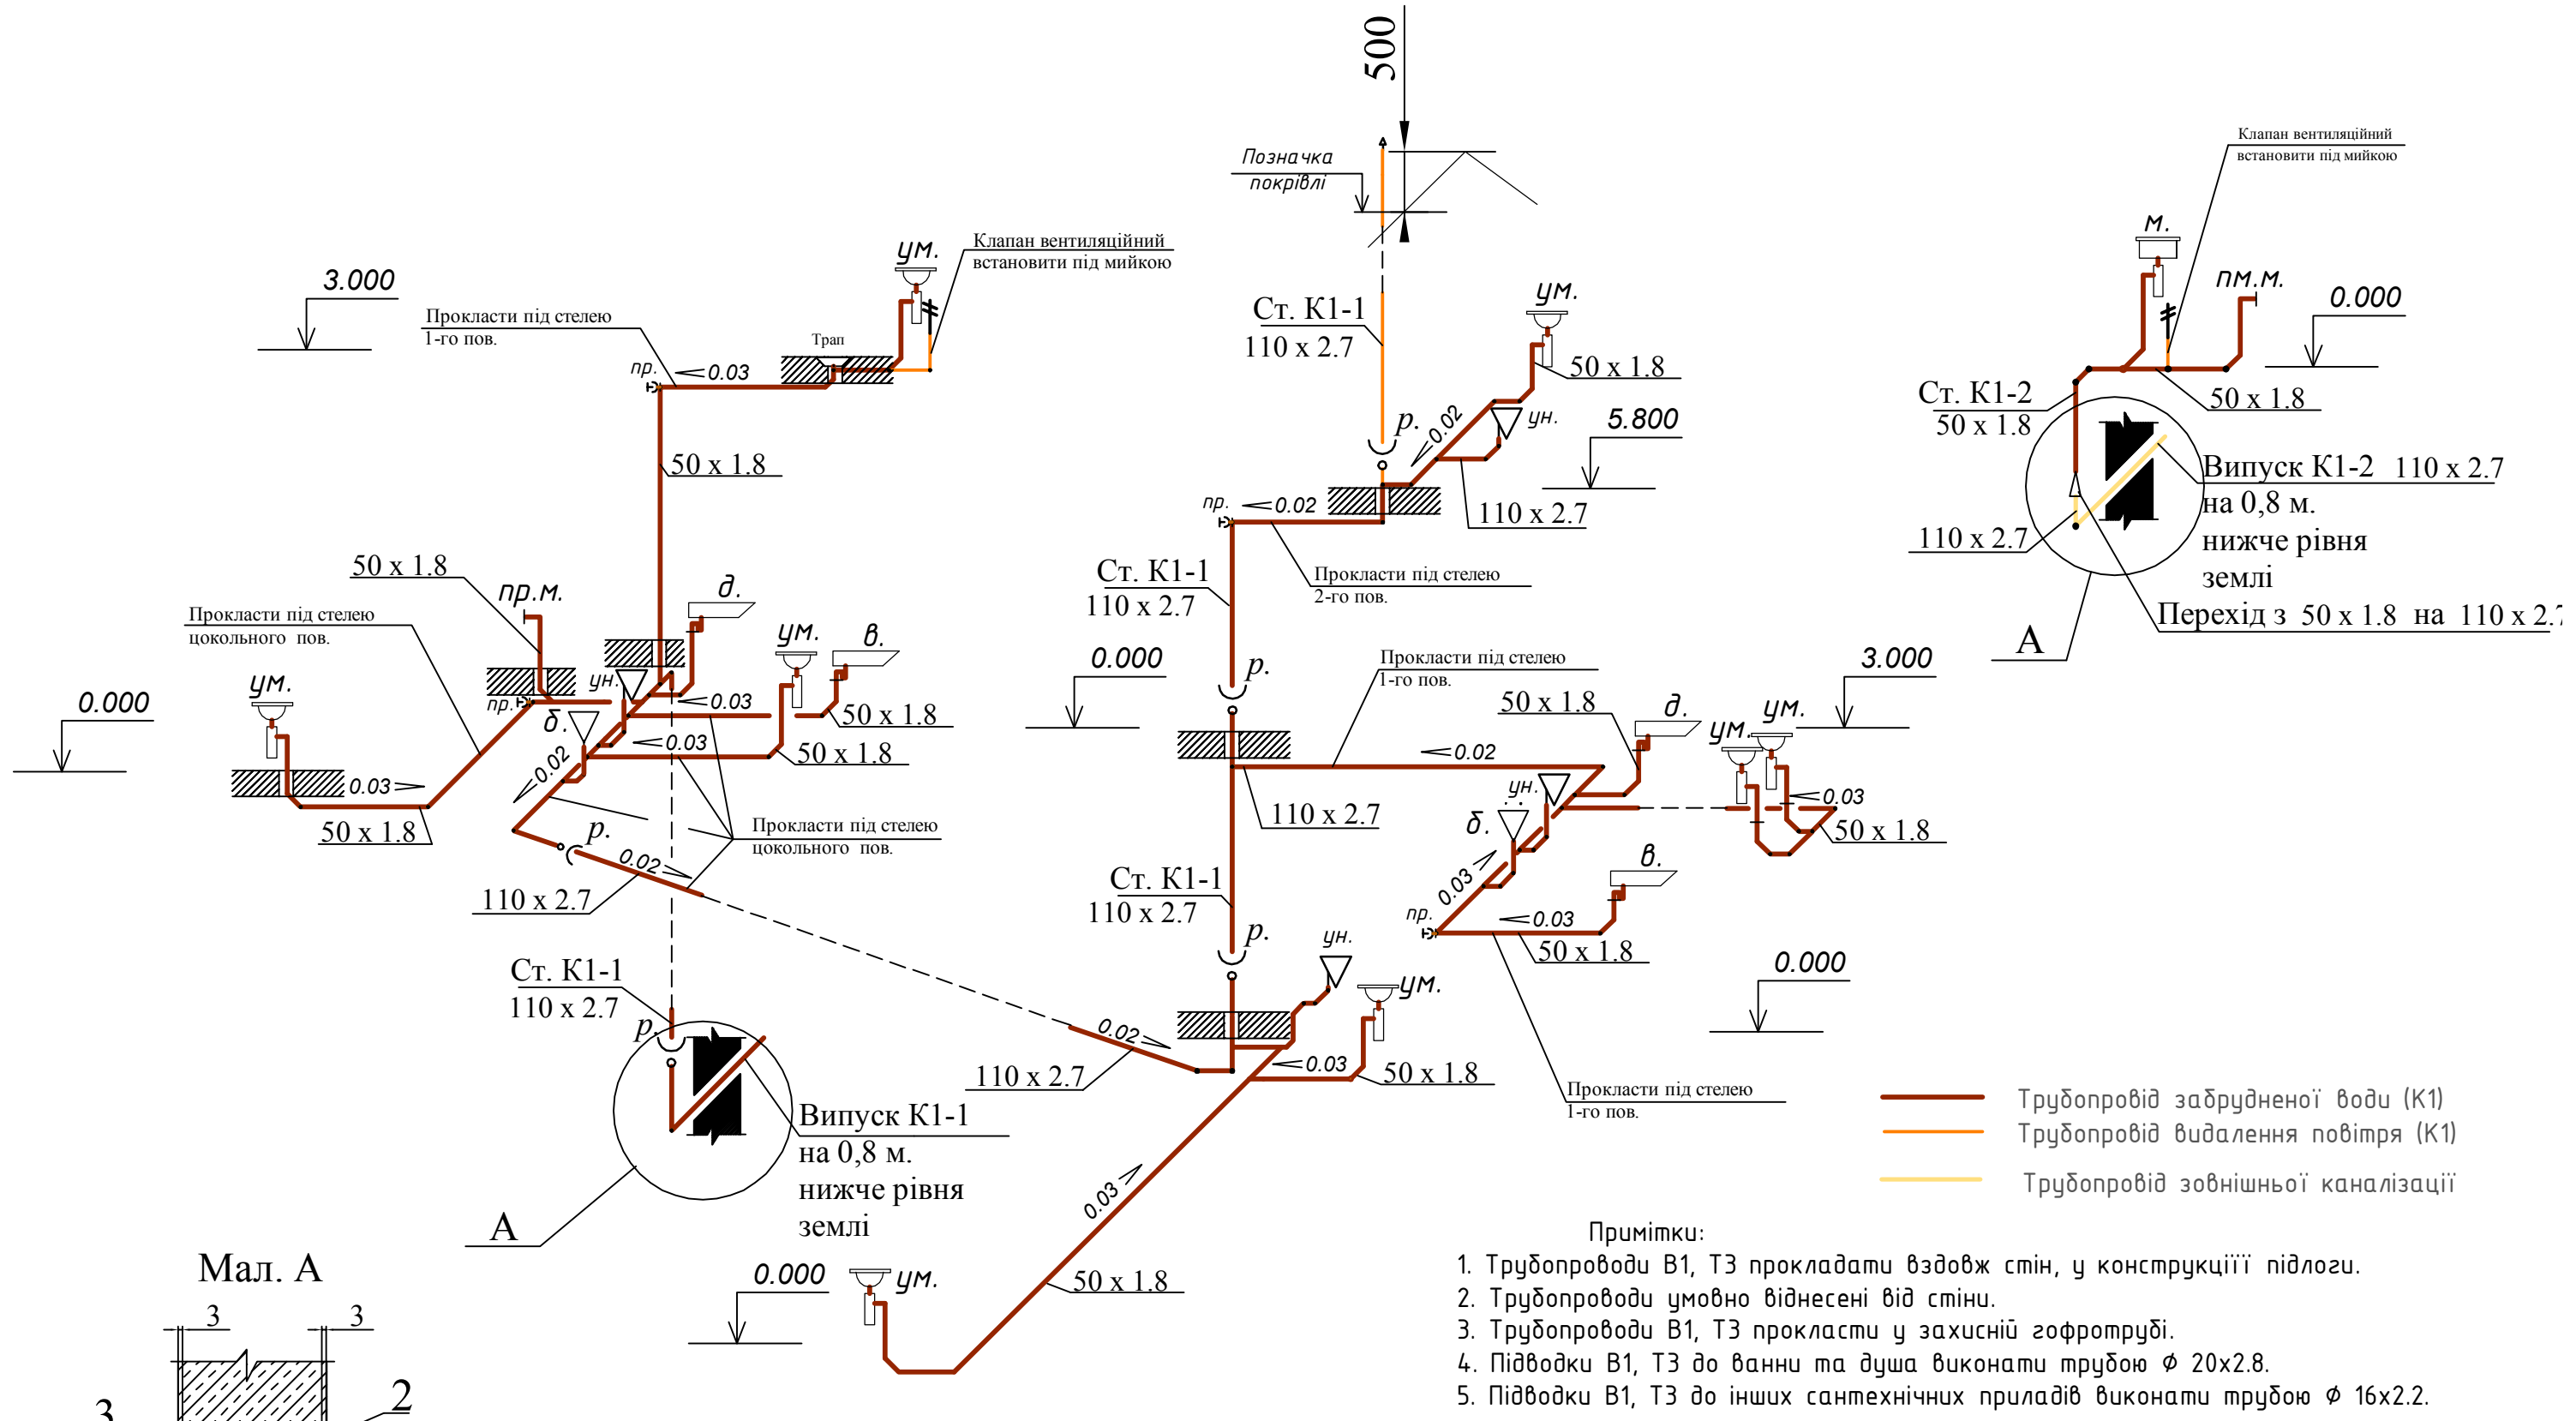 500
Позначка
покрівлі
Клапан вентиляційний
встановити під мийкою
3.000
Прокласти під стелею
1-го пов.
ум.
Клапан вентиляційний
встановити під мийкою
Трап
пр.
0.03
50 x 1.8
Ст. К1-1
110 x 2.7
ум.
50 x 1.8
р.
0.02
ун.
5.800
110 x 2.7
пр.
0.02
Прокласти під стелею
2-го пов.
м.
пм.м.
0.000
Ст. К1-2
50 x 1.8
50 x 1.8
Випуск К1-2 110 x 2.7
на 0,8 м.
нижче рівня
землі
110 x 2.7
Перехід з 50 x 1.8 на 110 x 2.7
А
50 x 1.8
пр.м.
д.
Прокласти під стелею
цокольного пов.
ум.
в.
ум.
ун.
пр.
0.03
50 x 1.8
0.000
б.
0.03
50 x 1.8
0.02
0.03
50 x 1.8
р.
0.02
Прокласти під стелею
цокольного пов.
110 x 2.7
Ст. К1-1
110 x 2.7
р.
Випуск К1-1
на 0,8 м.
нижче рівня
землі
А
Ст. К1-1
110 x 2.7
0.000
р.
Прокласти під стелею
1-го пов.
50 x 1.8
д.
3.000
ум.
ум.
0.02
110 x 2.7
ун.
б.
0.03
50 x 1.8
0.03
в.
Ст. К1-1
110 x 2.7
р.
пр.
0.03
50 x 1.8
ун.
ум.
0.000
0.02
110 x 2.7
0.03
50 x 1.8
Прокласти під стелею
1-го пов.
0.03
0.000
ум.
50 x 1.8
Трубопровід забрудненої води (К1)
Трубопровід видалення повітря (К1)
Трубопровід зовнішньої каналізації
Примітки:
1. Трубопроводи В1, Т3 прокладати вздовж стін, у конструкціїї підлоги.
2. Трубопроводи умовно віднесені від стіни.
3. Трубопроводи В1, Т3 прокласти у захисній гофротрубі.
4. Підводки В1, Т3 до ванни та душа виконати трубою Ф 20х2.8.
5. Підводки В1, Т3 до інших сантехнічних приладів виконати трубою Ф 16х2.2.
Мал. А
3
3
3
2